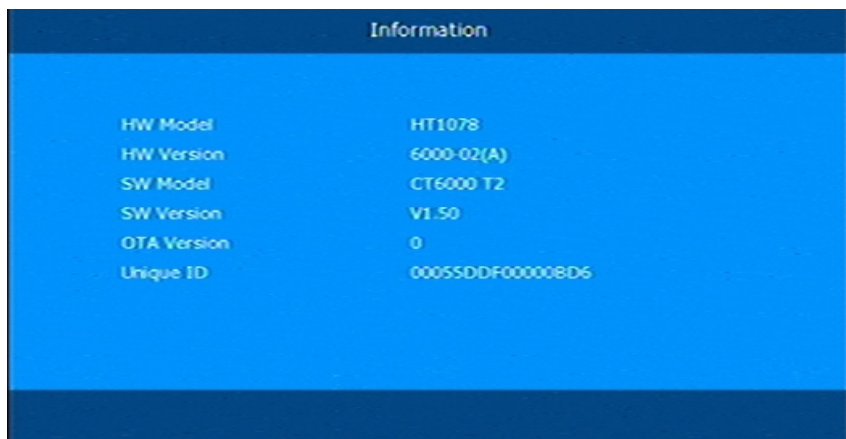 Information
HW Model HT1078
HW Version 6000-02(A)
SW Model CT6000 T2
SW Version V1.50
OTA Version 0
Unique ID 00055DDF00000BD6